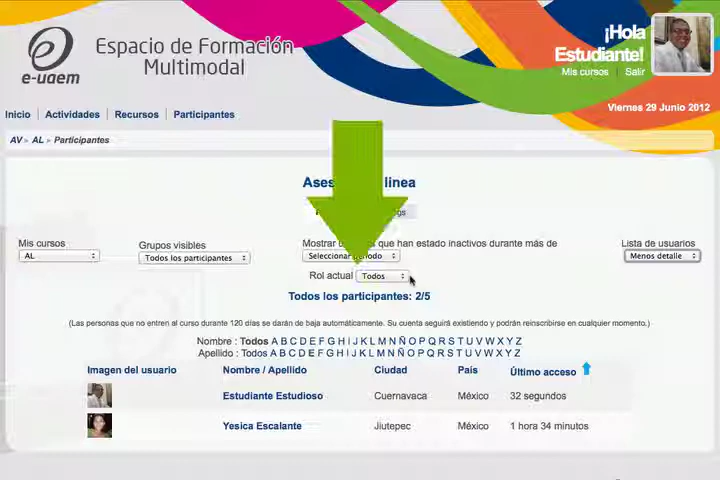 ¡Hola
Estudiante!
Mis cursos | Salir
e-uaem
Espacio de Formación
Multimodal
Viernes 29 Junio 2012
Inicio | Actividades | Recursos | Participantes
AV » AL » Participantes
linea
Mis cursos
AL
Grupos visibles
Todos los participantes
Mostrar que han estado inactivos durante más de
Seleccionar periodo
Lista de usuarios
Menos detalle
Rol actual Todos
Todos los participantes: 2/5
(Las personas que no entren al curso durante 120 días se darán de baja automáticamente. Su cuenta seguirá existiendo y podrán reinscribirse en cualquier momento.)
Nombre : Todos A B C D E F G H I J K L M N Ñ O P Q R S T U V W X Y Z
Apellido : Todos A B C D E F G H I J K L M N Ñ O P Q R S T U V W X Y Z
Imagen del usuario Nombre / Apellido Ciudad País Último acceso
Estudiante Estudioso Cuernavaca México 32 segundos
Yesica Escalante Jiutepec México 1 hora 34 minutos